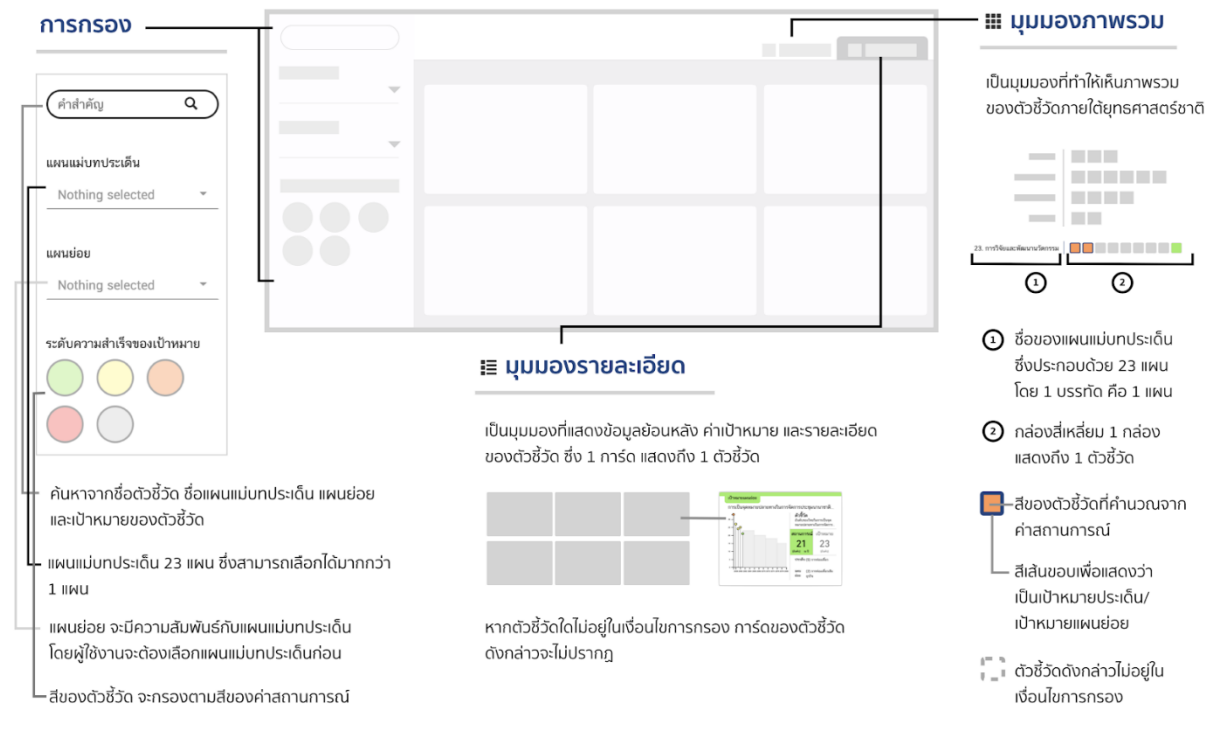 การกรอง
คำสำคัญ
แผนแม่บทประเด็น
Nothing selected
แผนย่อย
Nothing selected
ระดับความสำเร็จของเป้าหมาย
ค้นหาจากชื่อตัวชี้วัด ชื่อแผนแม่บทประเด็น แผนย่อย
และเป้าหมายของตัวชี้วัด
แผนแม่บทประเด็น 23 แผน ซึ่งสามารถเลือกได้มากกว่า
1 แผน
แผนย่อย จะมีความสัมพันธ์กับแผนแม่บทประเด็น
โดยผู้ใช้งานจะต้องเลือกแผนแม่บทประเด็นก่อน
สีของตัวชี้วัด จะกรองตามสีของค่าสถานการณ์
มุมมองรายละเอียด
เป็นมุมมองที่แสดงข้อมูลย้อนหลัง ค่าเป้าหมาย และรายละเอียด
ของตัวชี้วัด ซึ่ง 1 การ์ด แสดงถึง 1 ตัวชี้วัด
21
23
หากตัวชี้วัดใดไม่อยู่ในเงื่อนไขการกรอง การ์ดของตัวชี้วัด
ดังกล่าวจะไม่ปรากฏ
มุมมองภาพรวม
เป็นมุมมองที่ทำให้เห็นภาพรวม
ของตัวชี้วัดภายใต้ยุทธศาสตร์ชาติ
23. การวิจัยและพัฒนานวัตกรรม
1
2
1 ชื่อของแผนแม่บทประเด็น
ซึ่งประกอบด้วย 23 แผน
โดย 1 บรรทัด คือ 1 แผน
2 กล่องสี่เหลี่ยม 1 กล่อง
แสดงถึง 1 ตัวชี้วัด
สีของตัวชี้วัดที่คำนวณจาก
ค่าสถานการณ์
สีเส้นขอบเพื่อแสดงว่า
เป็นเป้าหมายประเด็น/
เป้าหมายแผนย่อย
ตัวชี้วัดดังกล่าวไม่อยู่ใน
เงื่อนไขการกรอง